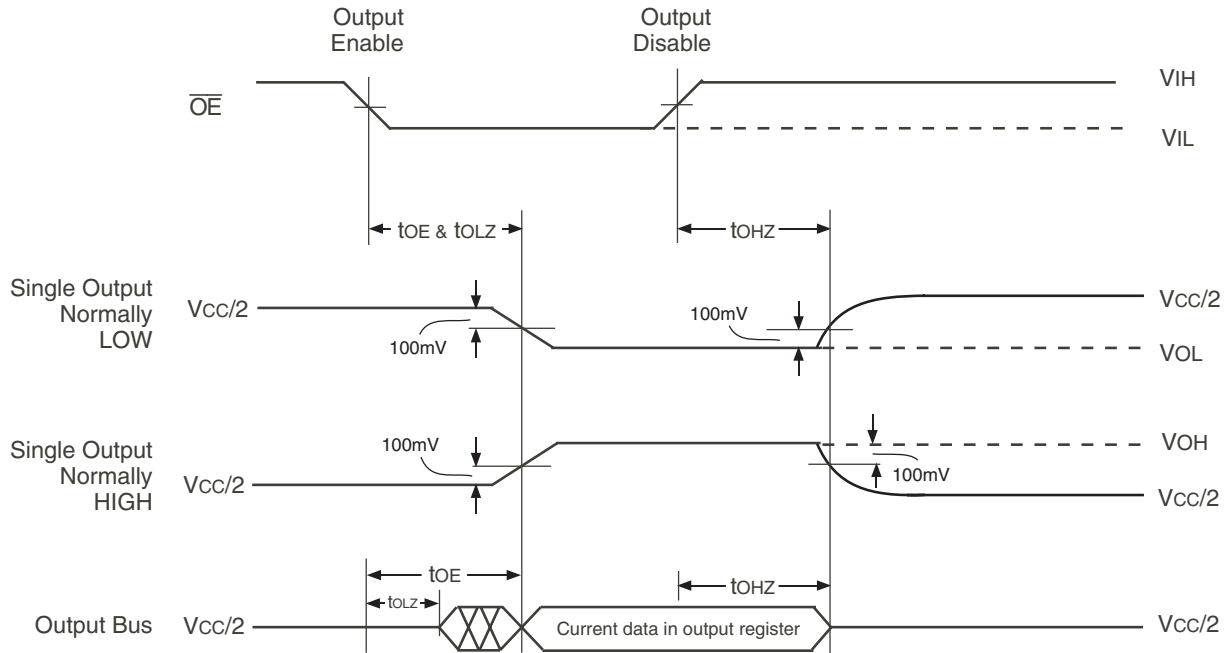 Output
Enable
Output
Disable
OE
VIH
VIL
tOE & tOLZ
tOHZ
Single Output
Normally
LOW
VCC/2
100mV
100mV
VCC/2
VOL
Single Output
Normally
HIGH
VCC/2
100mV
VOH
100mV
VCC/2
tOE
tOLZ
tOHZ
Output Bus
VCC/2
Current data in output register
VCC/2